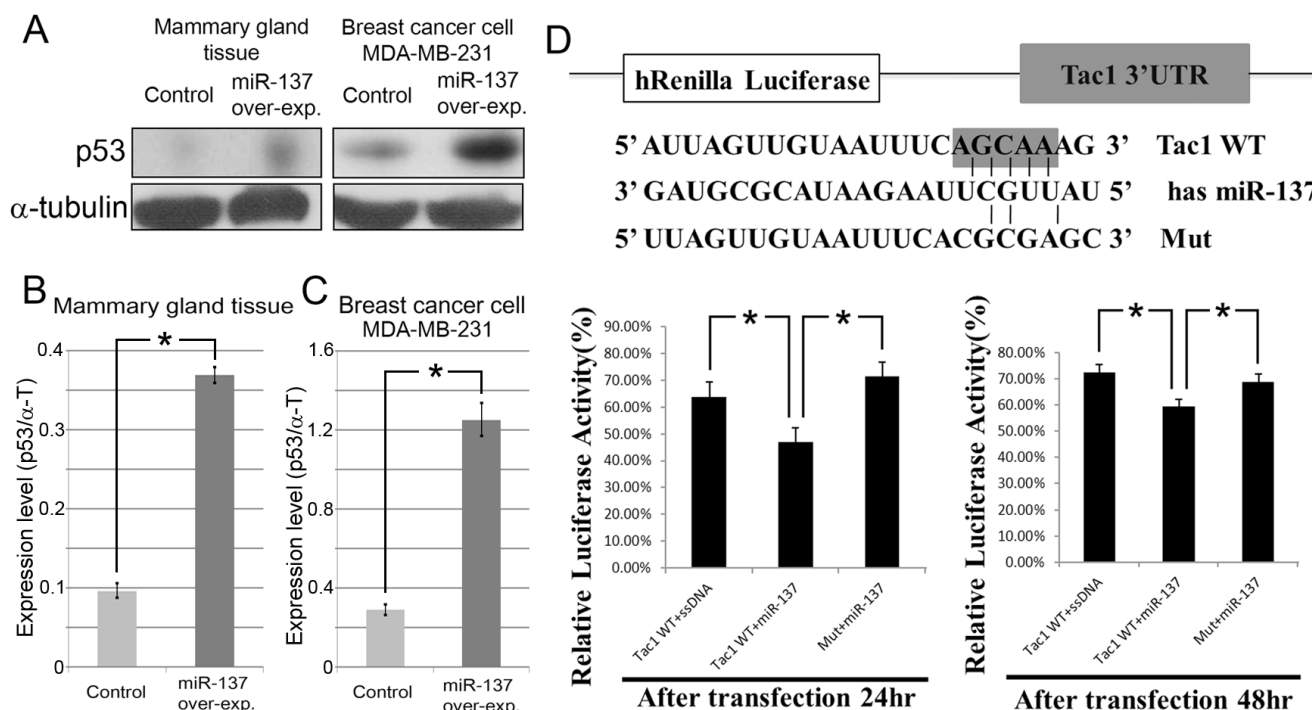 A
Mammary gland
tissue
Control
miR-137
over-exp.
Breast cancer cell
MDA-MB-231
Control
miR-137
over-exp.
p53
α-tubulin
B
Mammary gland tissue
Expression level (p53/α-T)
0.4
0.3
0.2
0.1
0
*
Control
miR-137
over-exp.
C
Breast cancer cell
MDA-MB-231
Expression level (p53/α-T)
1.6
1.2
0.8
0.4
0
*
Control
miR-137
over-exp.
D
hRenilla Luciferase
Tac1 3’UTR
5’ AUUAGUUGUAAUUUCAGCAAAG 3’ Tac1 WT
3’ GAUGCGCAUAAGAAUUCGUUAU 5’ has miR-137
5’ UUAGUUGUAAUUUCACGCGAGC 3’ Mut
Relative Luciferase Activity(%)
90.00%
80.00%
70.00%
60.00%
50.00%
40.00%
30.00%
20.00%
10.00%
0.00%
*
*
Tac1 WT+ssDNA
Tac1 WT+miR-137
Mut+miR-137
After transfection 24hr
Relative Luciferase Activity(%)
80.00%
70.00%
60.00%
50.00%
40.00%
30.00%
20.00%
10.00%
0.00%
*
*
Tac1 WT+ssDNA
Tac1 WT+miR-137
Mut+miR-137
After transfection 48hr